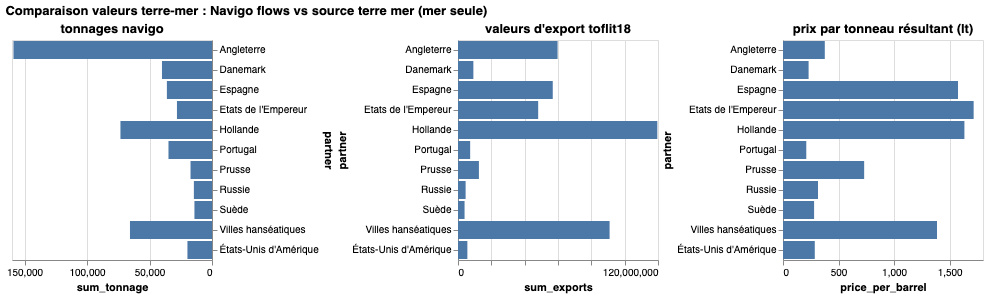 Comparaison valeurs terre-mer : Navigo flows vs source terre mer (mer seule)
tonnages navigo
Angleterre
Danemark
Espagne
Etats de l'Empereur
Hollande
Portugal
Prusse
Russie
Suède
Villes hanséatiques
États-Unis d'Amérique
partner
150,000 100,000 50,000 0
sum_tonnage
valeurs d'export toflit18
partner
Angleterre
Danemark
Espagne
Etats de l'Empereur
Hollande
Portugal
Prusse
Russie
Suède
Villes hanséatiques
États-Unis d'Amérique
0 120,000,000
sum_exports
prix par tonneau résultant (lt)
partner
Angleterre
Danemark
Espagne
Etats de l'Empereur
Hollande
Portugal
Prusse
Russie
Suède
Villes hanséatiques
États-Unis d'Amérique
0 500 1,000 1,500
price_per_barrel